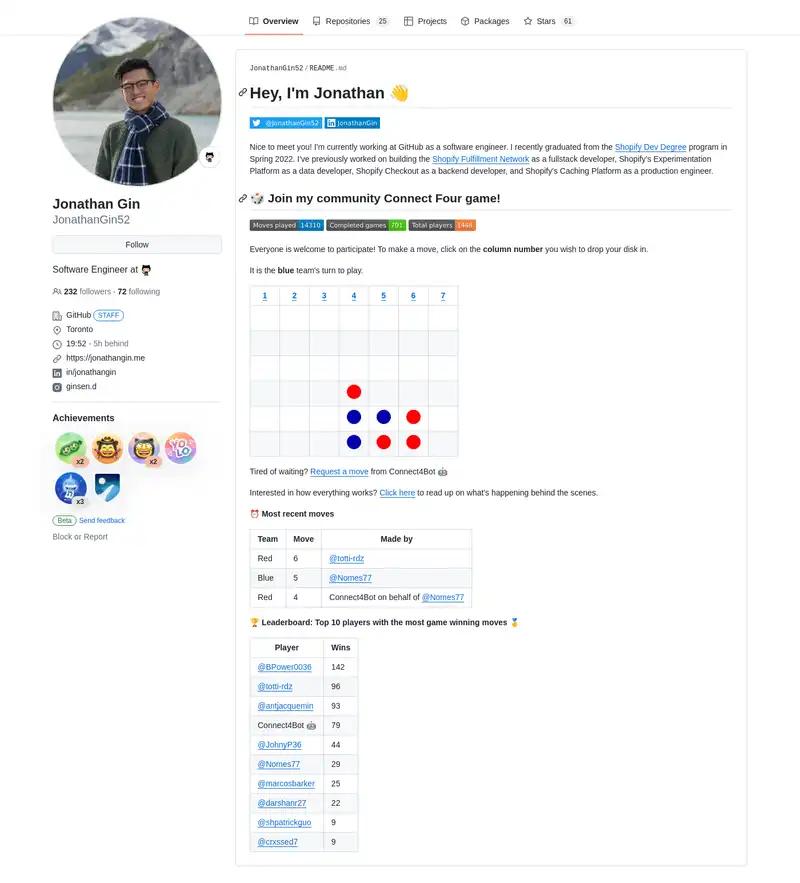 Overview Repositories 25 Projects Packages Stars 61
JonathanGin52/README.md
Hey, I'm Jonathan 👋
@JonathanGin52 JonathanGin
Nice to meet you! I'm currently working at GitHub as a software engineer. I recently graduated from the Shopify Dev Degree program in
Spring 2022. I've previously worked on building the Shopify Fulfillment Network as a fullstack developer, Shopify's Experimentation
Platform as a data developer, Shopify Checkout as a backend developer, and Shopify's Caching Platform as a production engineer.
🎲 Join my community Connect Four game!
Moves played 14310 Completed games 701 Total players 1448
Everyone is welcome to participate! To make a move, click on the column number you wish to drop your disk in.
It is the blue team's turn to play.
1 2 3 4 5 6 7
Tired of waiting? Request a move from Connect4Bot 🤖
Interested in how everything works? Click here to read up on what's happening behind the scenes.
⏰ Most recent moves
Team Move Made by
Red 6 @totti-rdz
Blue 5 @Nomes77
Red 4 Connect4Bot on behalf of @Nomes77
🏆 Leaderboard: Top 10 players with the most game winning moves 🥇
Player Wins
@BPower0036 142
@totti-rdz 96
@antjacquemin 93
Connect4Bot 🤖 79
@JohnyP36 44
@Nomes77 29
@marcosbarker 25
@darshanr27 22
@shpatrickguo 9
@crxssed7 9
Jonathan Gin
JonathanGin52
Follow
Software Engineer at
232 followers · 72 following
GitHub STAFF
Toronto
19:52 - 5h behind
https://jonathangin.me
in/jonathangin
ginsen.d
Achievements
x2
x2
YOLO
x3
Beta Send feedback
Block or Report